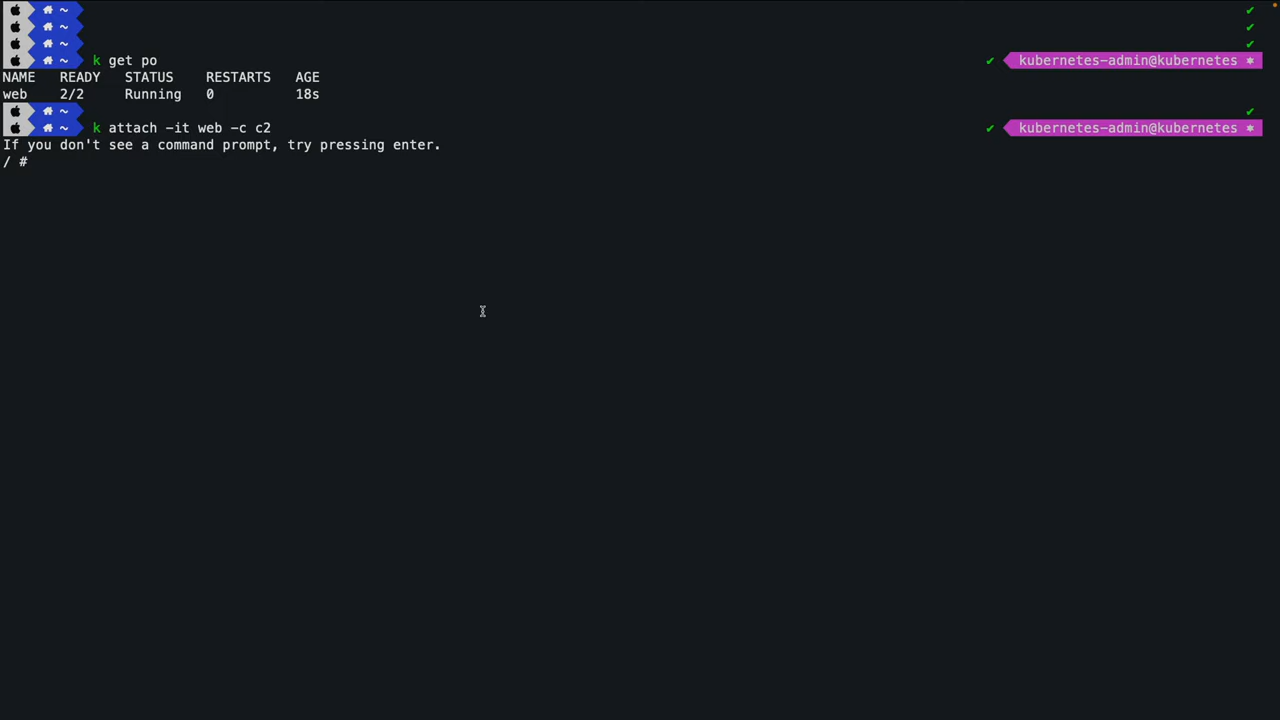 ~
~
~
~ k get po ✔ kubernetes-admin@kubernetes ⎈
NAME READY STATUS RESTARTS AGE
web 2/2 Running 0 18s
~
~ k attach -it web -c c2 ✔ kubernetes-admin@kubernetes ⎈
If you don't see a command prompt, try pressing enter.
/ #